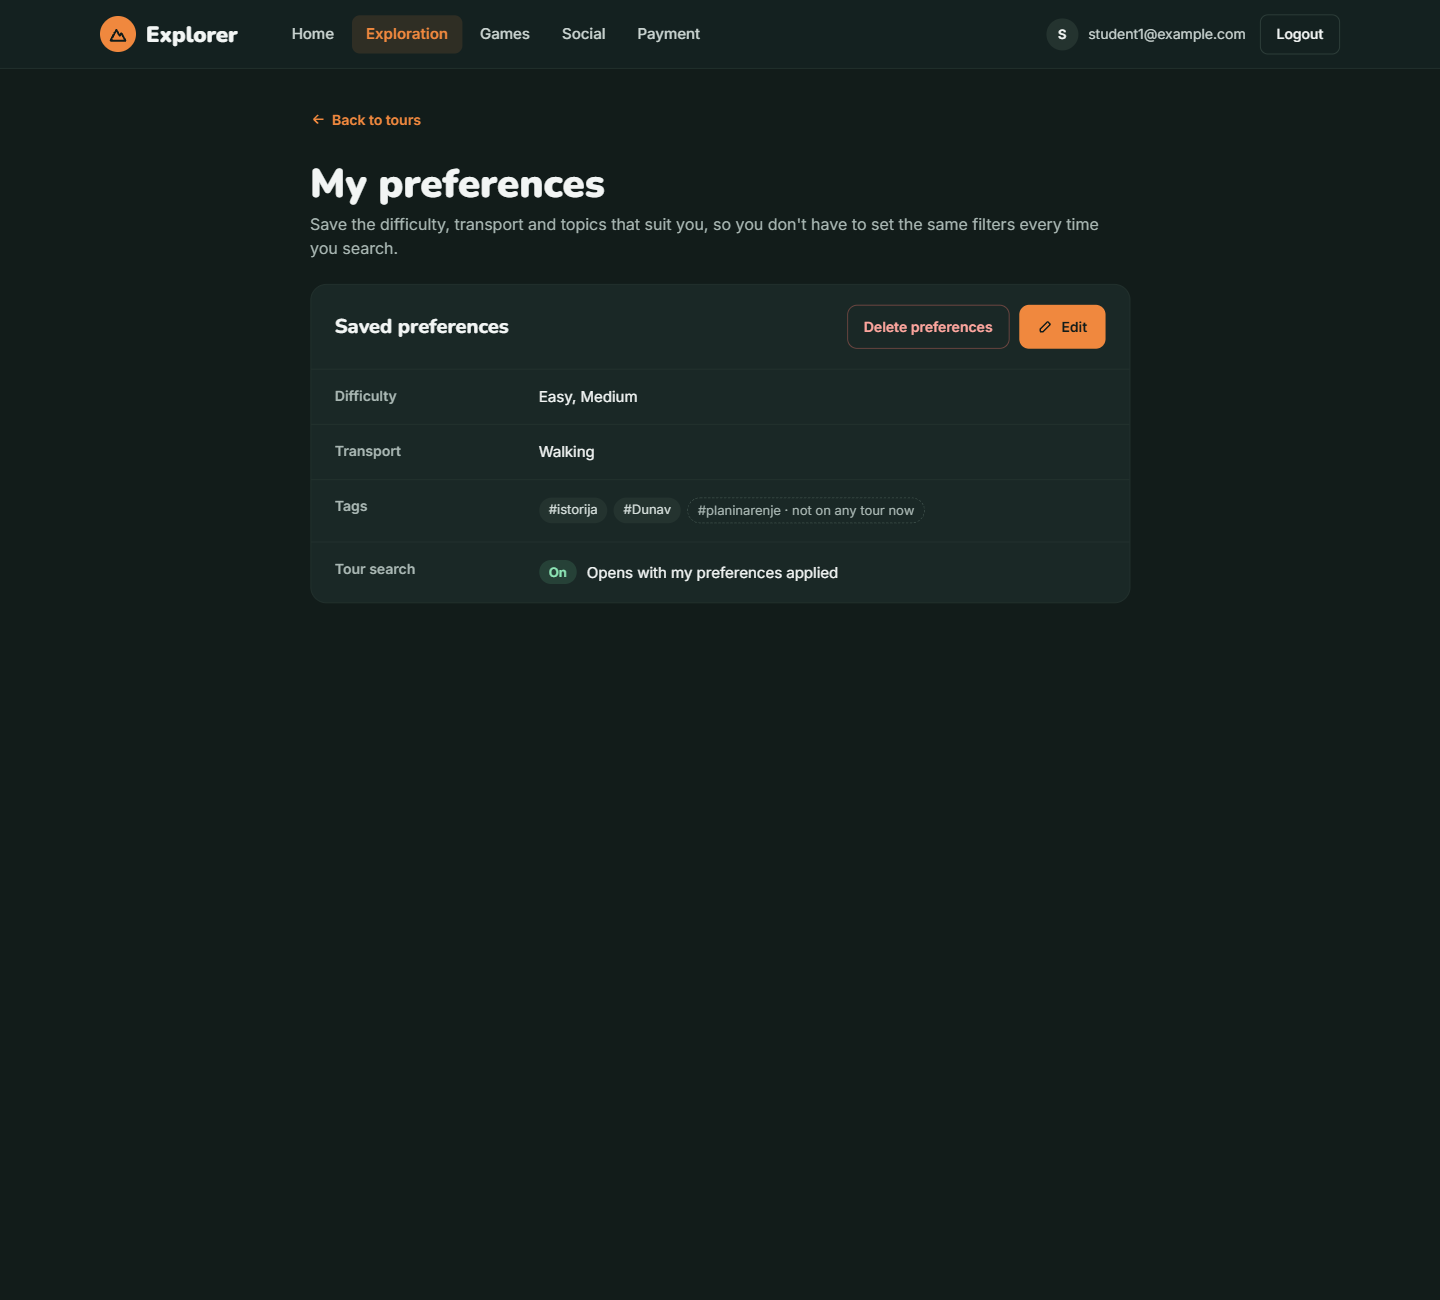 Explorer
Home
Exploration
Games
Social
Payment
S
student1@example.com
Logout
← Back to tours
My preferences
Save the difficulty, transport and topics that suit you, so you don't have to set the same filters every time
you search.
Saved preferences
Delete preferences
Edit
Difficulty
Easy, Medium
Transport
Walking
Tags
#istorija
#Dunav
#planinarenje · not on any tour now
Tour search
On
Opens with my preferences applied